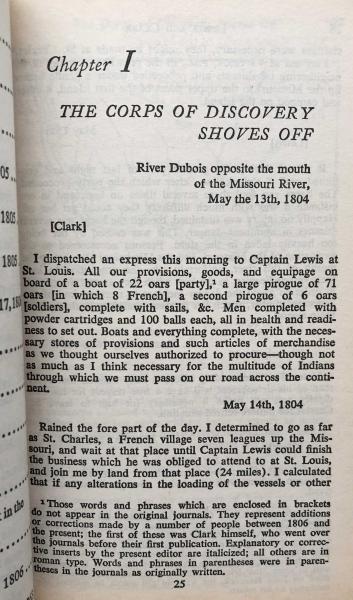 Chapter I
THE CORPS OF DISCOVERY
SHOVES OFF
River Dubois opposite the mouth
of the Missouri River,
May the 13th, 1804
[Clark]
I dispatched an express this morning to Captain Lewis at
St. Louis. All our provisions, goods, and equipage on
board of a boat of 22 oars [party],¹ a large pirogue of 71
oars [in which 8 French], a second pirogue of 6 oars
[soldiers], complete with sails, &c. Men completed with
powder cartridges and 100 balls each, all in health and readi-
ness to set out. Boats and everything complete, with the neces-
sary stores of provisions and such articles of merchandise
as we thought ourselves authorized to procure—though not
as much as I think necessary for the multitude of Indians
through which we must pass on our road across the conti-
nent.
May 14th, 1804
Rained the fore part of the day. I determined to go as far
as St. Charles, a French village seven leagues up the Mis-
souri, and wait at that place until Captain Lewis could finish
the business which he was obliged to attend to at St. Louis,
and join me by land from that place (24 miles). I calculated
that if any alterations in the loading of the vessels or other
¹ Those words and phrases which are enclosed in brackets
do not appear in the original journals. They represent additions
or corrections made by a number of people between 1806 and
the present; the first of these was Clark himself, who went over
the journals before their first publication. Explanatory or correc-
tive inserts by the present editor are italicized; all others are in
roman type. Words and phrases in parentheses were in paren-
theses in the journals as originally written.
25
05
1805
1805
17, 18
in the
1806